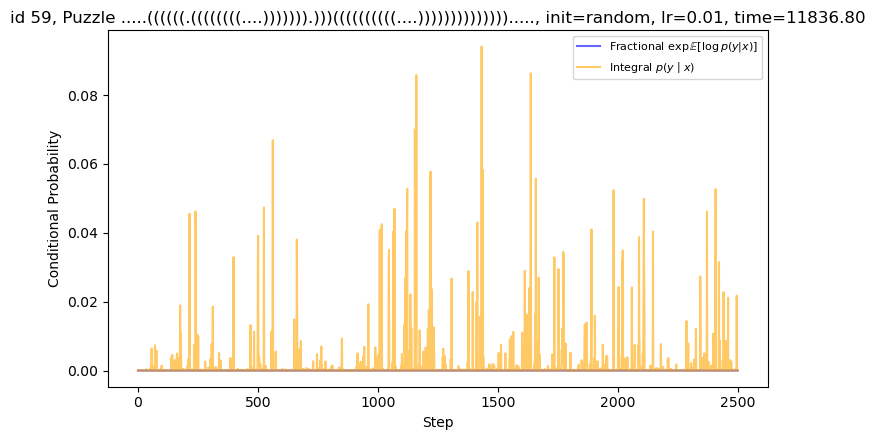 id 59, Puzzle .....((((((.((((((((....))))))).)))((((((((((....))))))))))))))....., init=random, lr=0.01, time=11836.80
Fractional exp𝔼[log p(y|x)]
Integral p(y | x)
Conditional Probability
0.08
0.06
0.04
0.02
0.00
0
500
1000
1500
2000
2500
Step